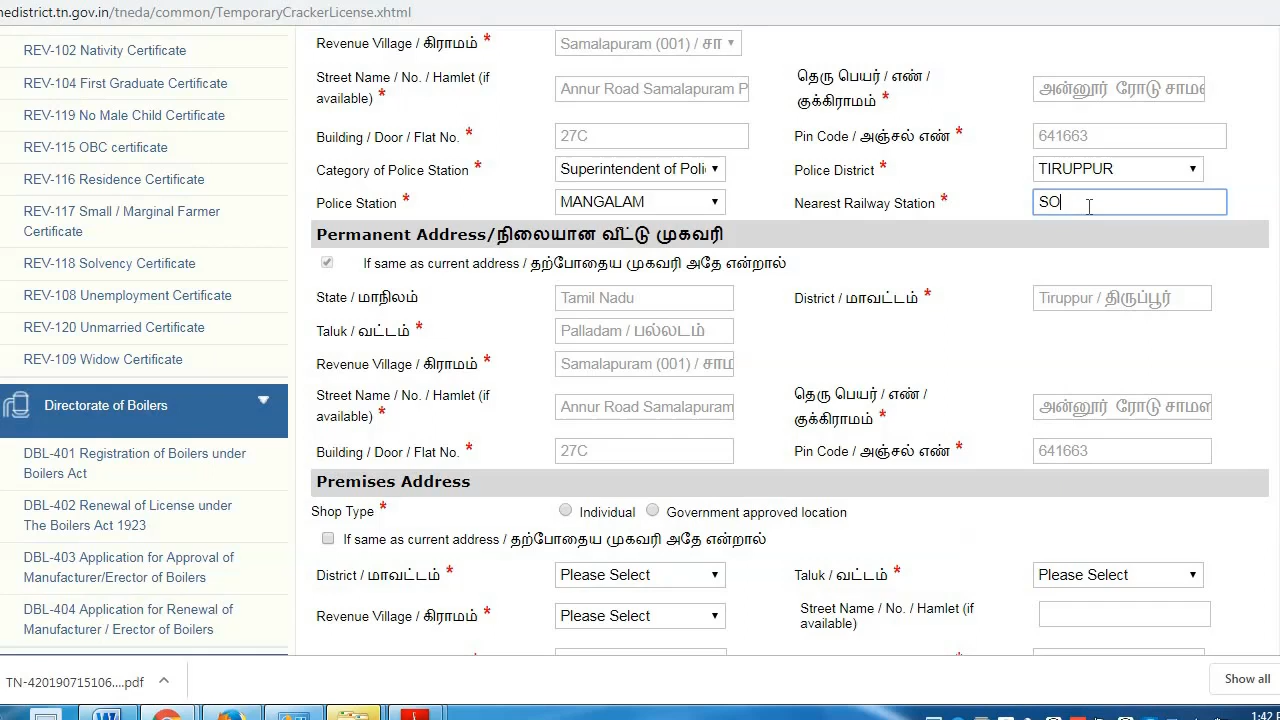 nedistrict.tn.gov.in/tneda/common/TemporaryCrackerLicense.xhtml
REV-102 Nativity Certificate
REV-104 First Graduate Certificate
REV-119 No Male Child Certificate
REV-115 OBC certificate
REV-116 Residence Certificate
REV-117 Small / Marginal Farmer
Certificate
REV-118 Solvency Certificate
REV-108 Unemployment Certificate
REV-120 Unmarried Certificate
REV-109 Widow Certificate
Directorate of Boilers
DBL-401 Registration of Boilers under
Boilers Act
DBL-402 Renewal of License under
The Boilers Act 1923
DBL-403 Application for Approval of
Manufacturer/Erector of Boilers
DBL-404 Application for Renewal of
Manufacturer / Erector of Boilers
Revenue Village / கிராமம் * Samalapuram (001) / சா
Street Name / No. / Hamlet (if
available) * Annur Road Samalapuram P
தெரு பெயர் / எண் /
குக்கிராமம் * அன்னூர் ரோடு சாமள
Building / Door / Flat No. * 27C Pin Code / அஞ்சல் எண் * 641663
Category of Police Station * Superintendent of Poli Police District * TIRUPPUR
Police Station * MANGALAM Nearest Railway Station * SO
Permanent Address/நிலையான வீட்டு முகவரி
If same as current address / தற்போதைய முகவரி அதே என்றால்
State / மாநிலம் Tamil Nadu District / மாவட்டம் * Tiruppur / திருப்பூர்
Taluk / வட்டம் * Palladam / பல்லடம்
Revenue Village / கிராமம் * Samalapuram (001) / சாம
Street Name / No. / Hamlet (if
available) * Annur Road Samalapuram
தெரு பெயர் / எண் /
குக்கிராமம் * அன்னூர் ரோடு சாமள
Building / Door / Flat No. 27C Pin Code / அஞ்சல் எண் * 641663
Premises Address
Shop Type * Individual Government approved location
If same as current address / தற்போதைய முகவரி அதே என்றால்
District / மாவட்டம் * Please Select Taluk / வட்டம் * Please Select
Revenue Village / கிராமம் * Please Select Street Name / No. / Hamlet (if
available)
TN-420190715106....pdf Show all
1:42